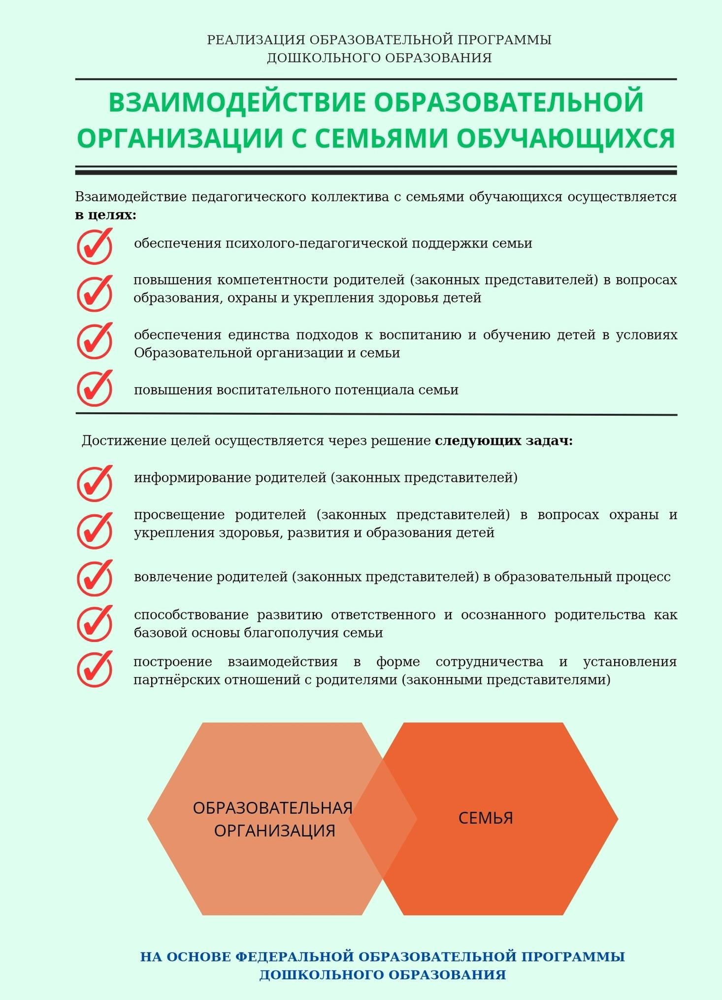 РЕАЛИЗАЦИЯ ОБРАЗОВАТЕЛЬНОЙ ПРОГРАММЫ
ДОШКОЛЬНОГО ОБРАЗОВАНИЯ
ВЗАИМОДЕЙСТВИЕ ОБРАЗОВАТЕЛЬНОЙ
ОРГАНИЗАЦИИ С СЕМЬЯМИ ОБУЧАЮЩИХСЯ
Взаимодействие педагогического коллектива с семьями обучающихся осуществляется
в целях:
обеспечения психолого-педагогической поддержки семьи
повышения компетентности родителей (законных представителей) в вопросах
образования, охраны и укрепления здоровья детей
обеспечения единства подходов к воспитанию и обучению детей в условиях
Образовательной организации и семьи
повышения воспитательного потенциала семьи
Достижение целей осуществляется через решение следующих задач:
информирование родителей (законных представителей)
просвещение родителей (законных представителей) в вопросах охраны и
укрепления здоровья, развития и образования детей
вовлечение родителей (законных представителей) в образовательный процесс
способствование развитию ответственного и осознанного родительства как
базовой основы благополучия семьи
построение взаимодействия в форме сотрудничества и установления
партнёрских отношений с родителями (законными представителями)
ОБРАЗОВАТЕЛЬНАЯ
ОРГАНИЗАЦИЯ
СЕМЬЯ
НА ОСНОВЕ ФЕДЕРАЛЬНОЙ ОБРАЗОВАТЕЛЬНОЙ ПРОГРАММЫ
ДОШКОЛЬНОГО ОБРАЗОВАНИЯ